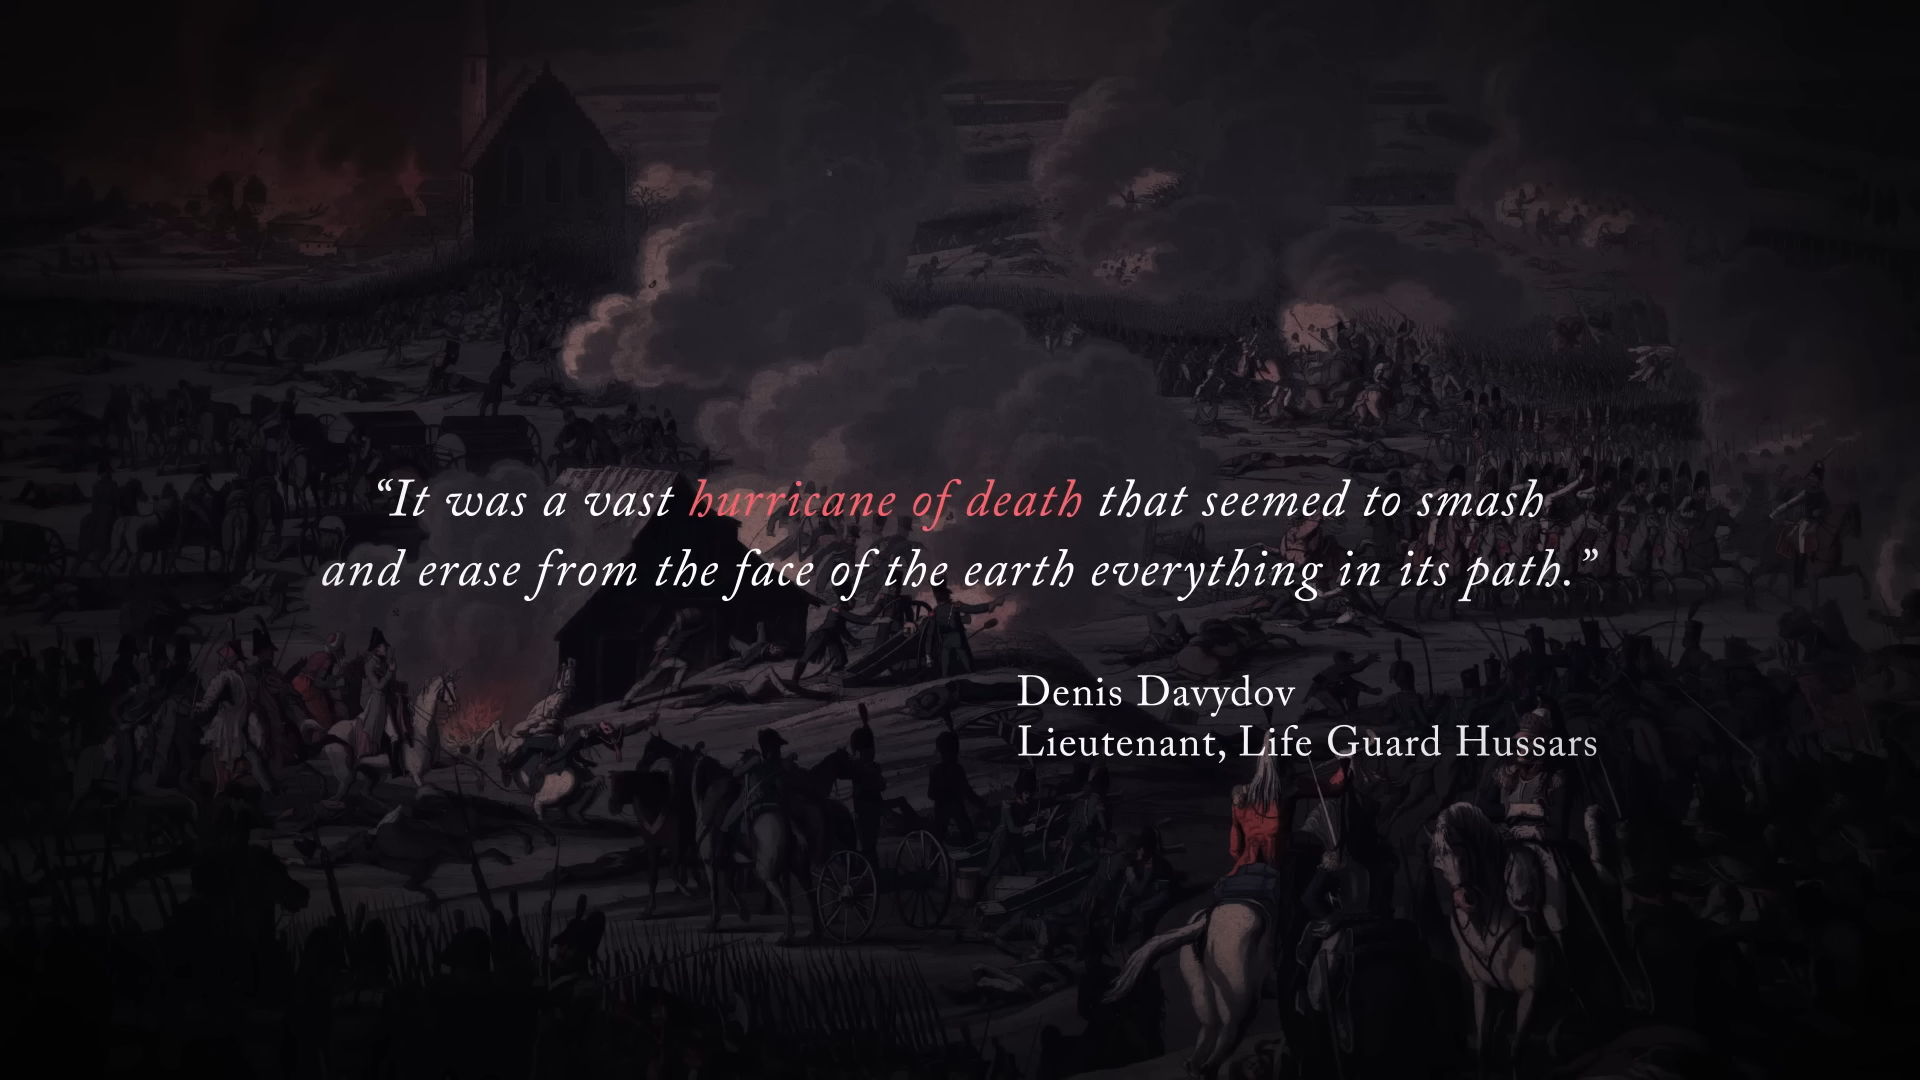 “It was a vast hurricane of death that seemed to smash
and erase from the face of the earth everything in its path.”
Denis Davydov
Lieutenant, Life Guard Hussars